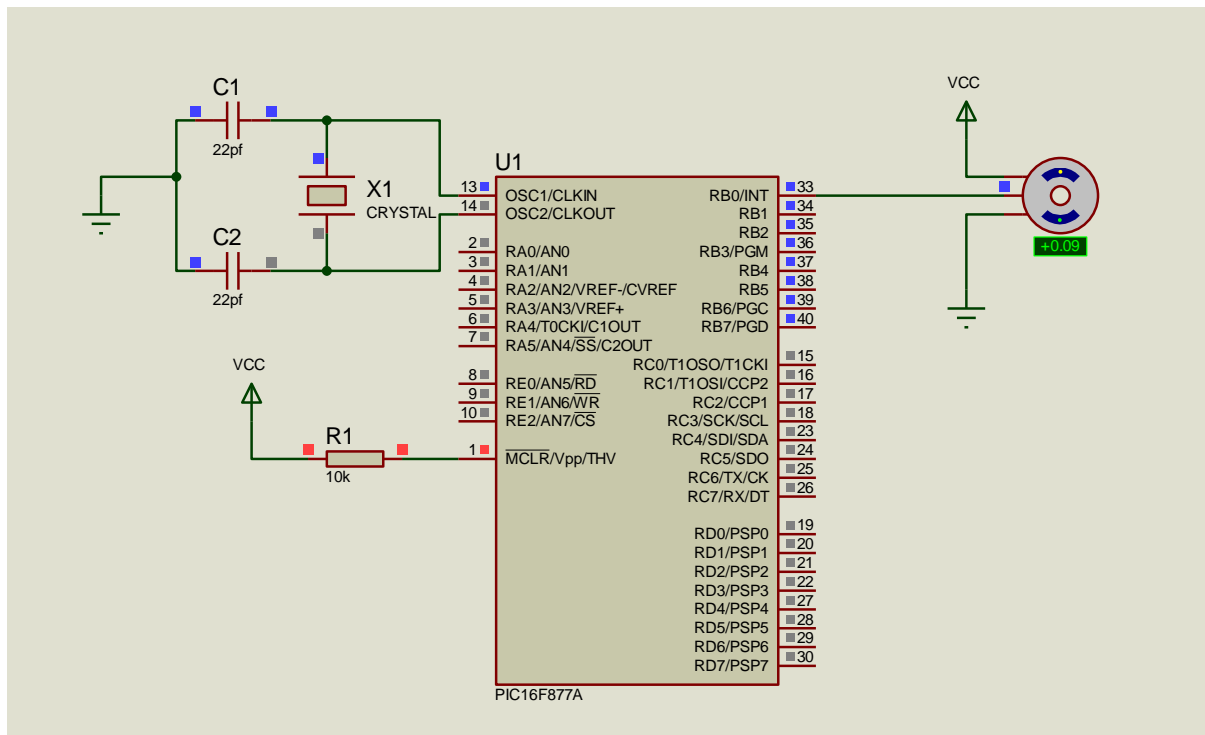 C1
22pf
X1
CRYSTAL
C2
22pf
VCC
R1
10k
U1
13
OSC1/CLKIN
14
OSC2/CLKOUT
2
RA0/AN0
3
RA1/AN1
4
RA2/AN2/VREF-/CVREF
5
RA3/AN3/VREF+
6
RA4/T0CKI/C1OUT
7
RA5/AN4/SS/C2OUT
8
RE0/AN5/RD
9
RE1/AN6/WR
10
RE2/AN7/CS
1
MCLR/Vpp/THV
RB0/INT
33
RB1
34
RB2
35
RB3/PGM
36
RB4
37
RB5
38
RB6/PGC
39
RB7/PGD
40
RC0/T1OSO/T1CKI
15
RC1/T1OSI/CCP2
16
RC2/CCP1
17
RC3/SCK/SCL
18
RC4/SDI/SDA
23
RC5/SDO
24
RC6/TX/CK
25
RC7/RX/DT
26
RD0/PSP0
19
RD1/PSP1
20
RD2/PSP2
21
RD3/PSP3
22
RD4/PSP4
27
RD5/PSP5
28
RD6/PSP6
29
RD7/PSP7
30
PIC16F877A
VCC
+0.09